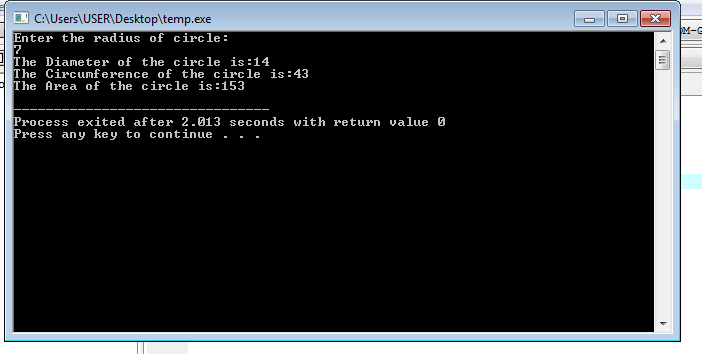 C:\Users\USER\Desktop\temp.exe
Enter the radius of circle:
7
The Diameter of the circle is:14
The Circumference of the circle is:43
The Area of the circle is:153
--------------------------------
Process exited after 2.013 seconds with return value 0
Press any key to continue . . .